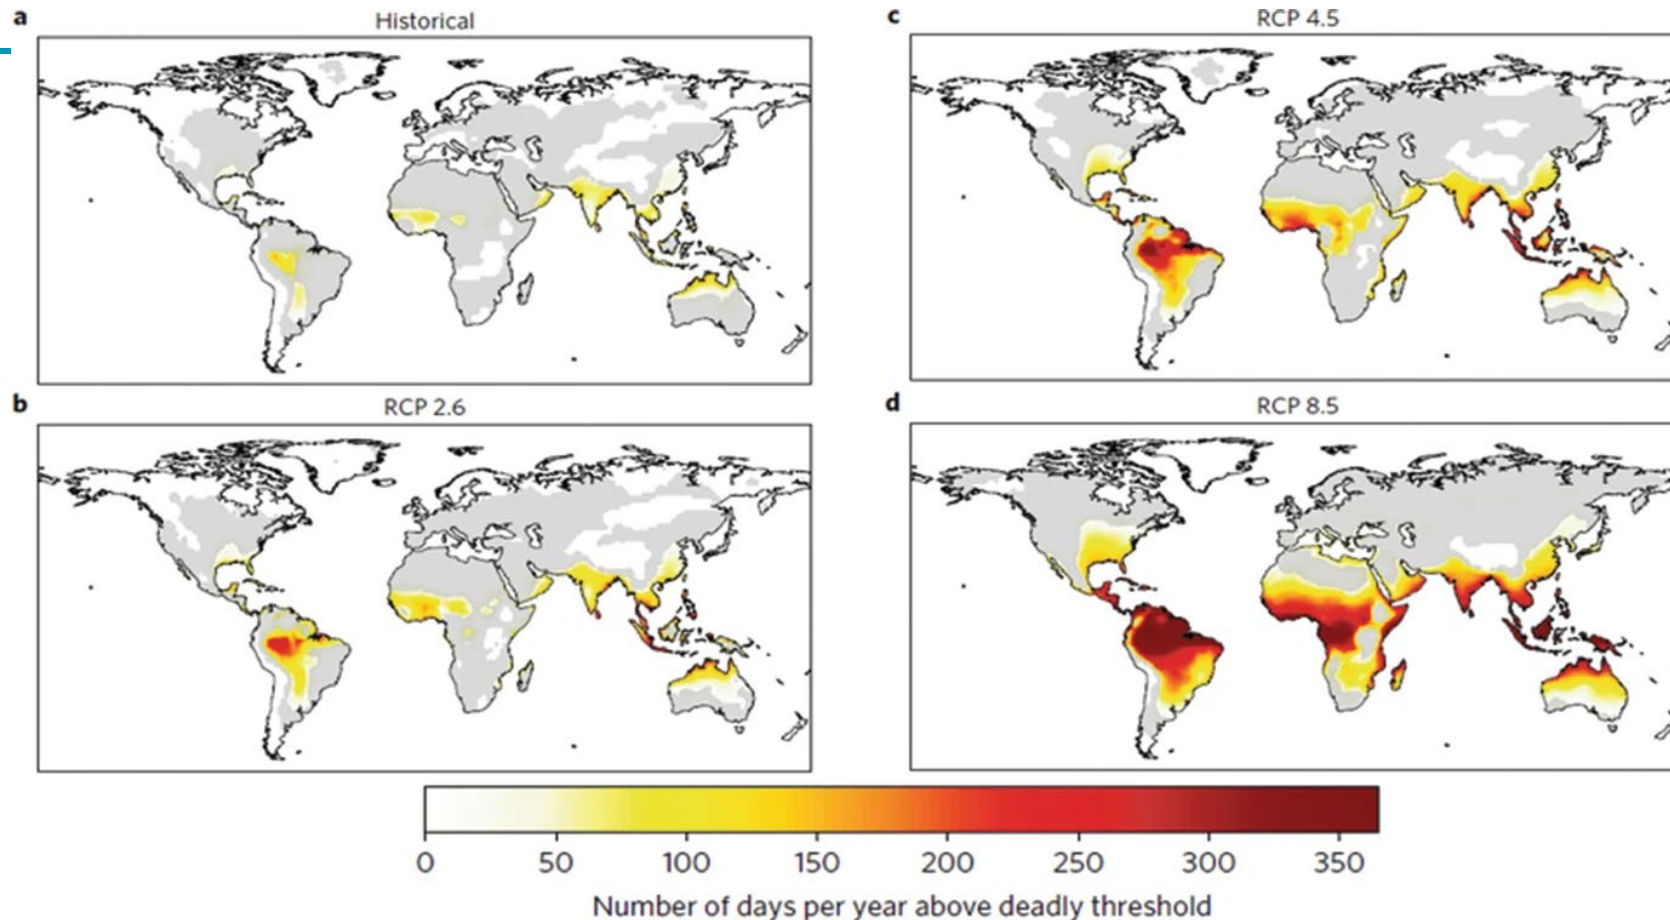 a
Historical
c
RCP 4.5
b
RCP 2.6
d
RCP 8.5
0 50 100 150 200 250 300 350
Number of days per year above deadly threshold